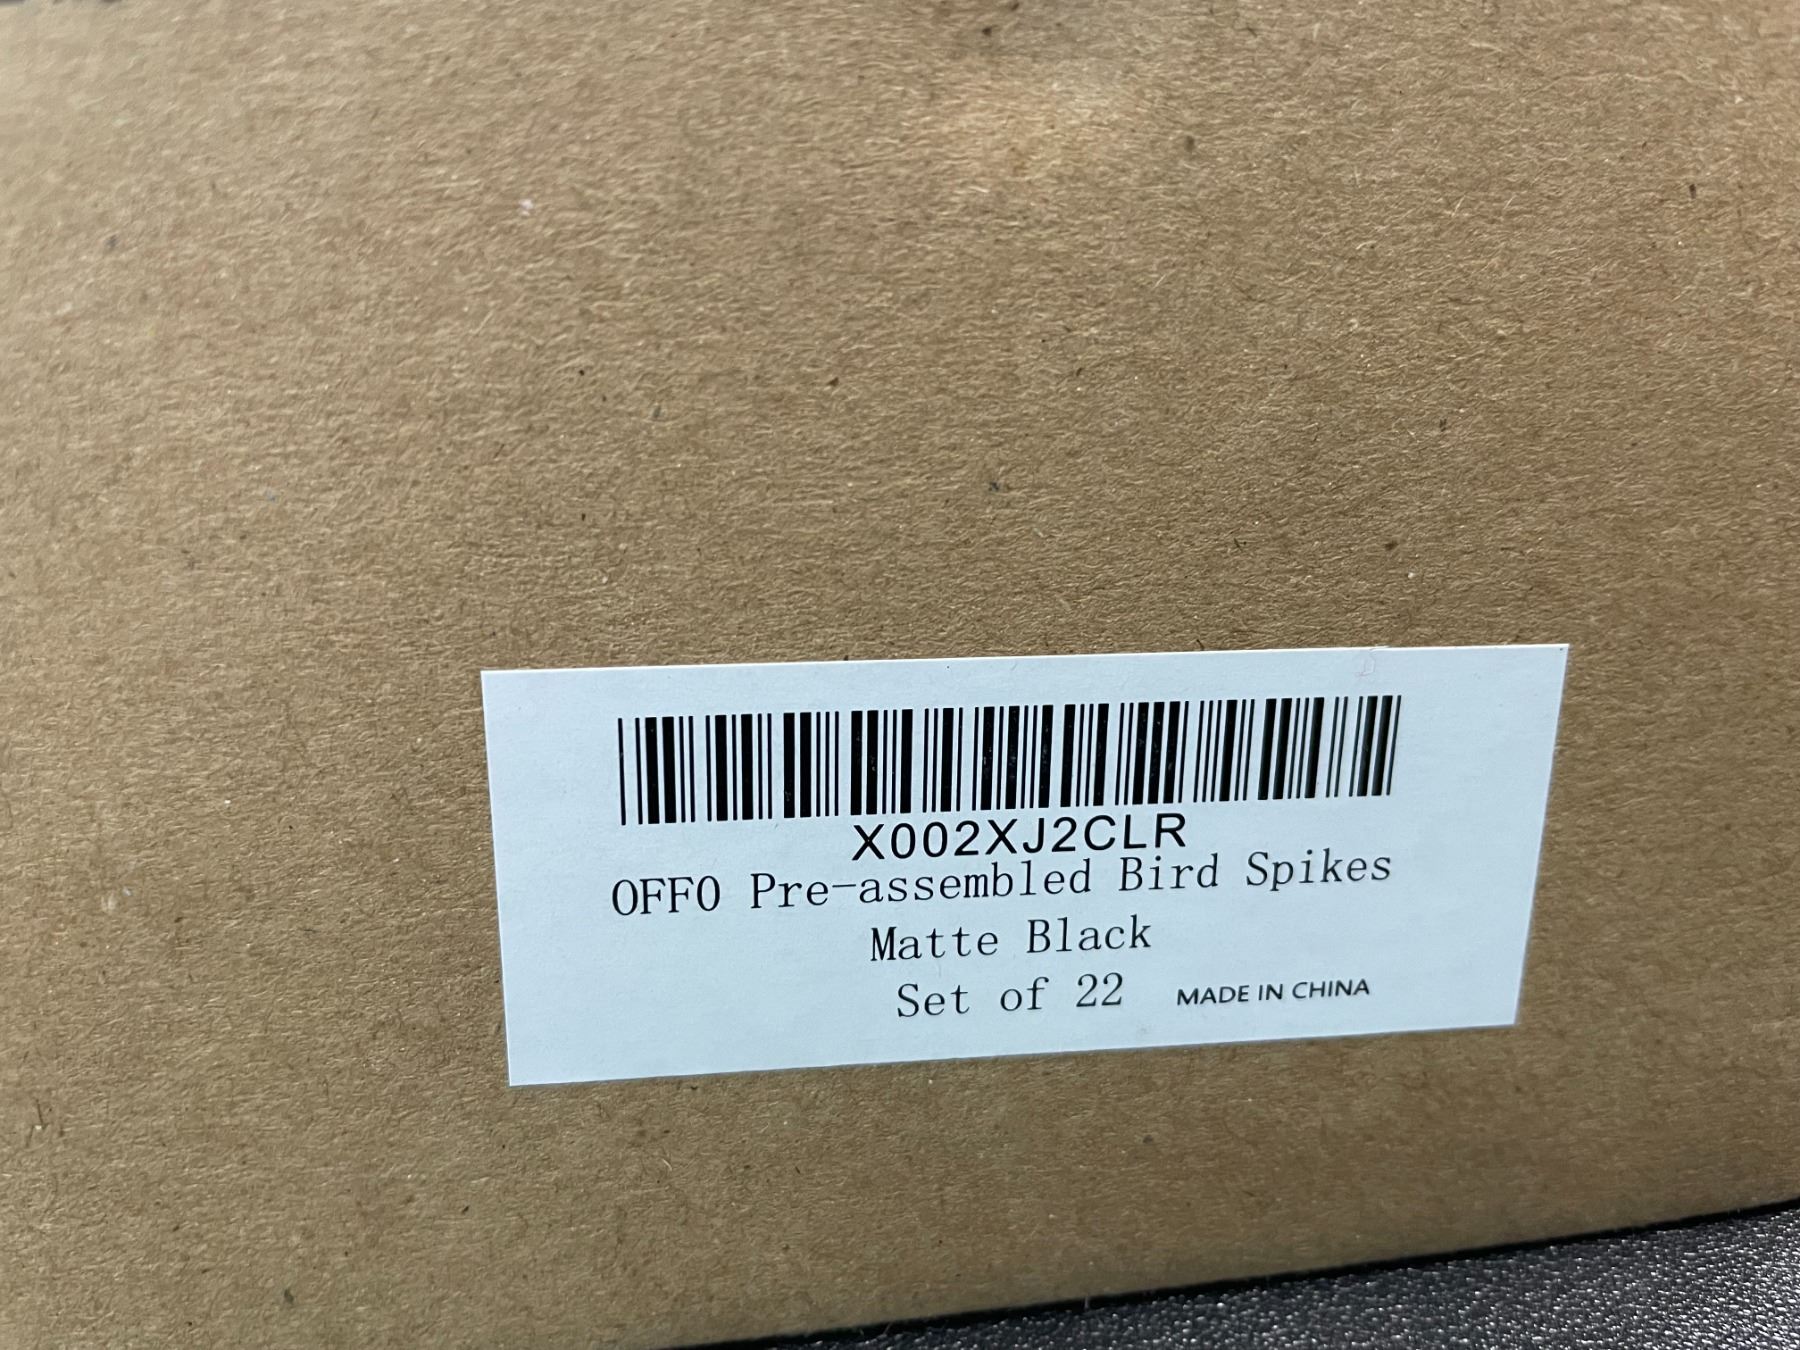 X002XJ2CLR
OFFO Pre-assembled Bird Spikes
Matte Black
Set of 22 MADE IN CHINA